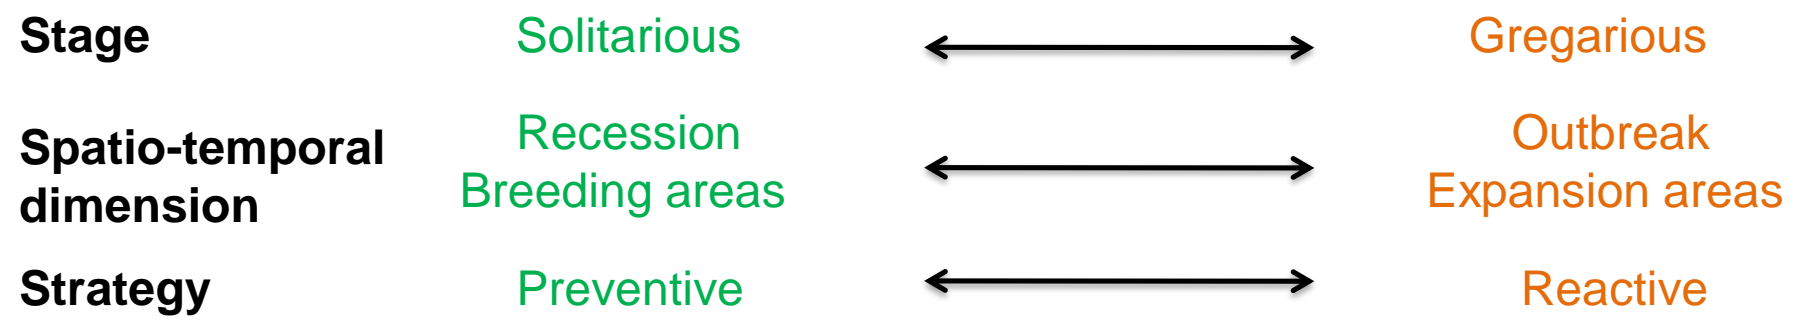 Stage Solitarious Gregarious
Spatio-temporal dimension
Recession
Breeding areas
Outbreak
Expansion areas
Strategy Preventive Reactive